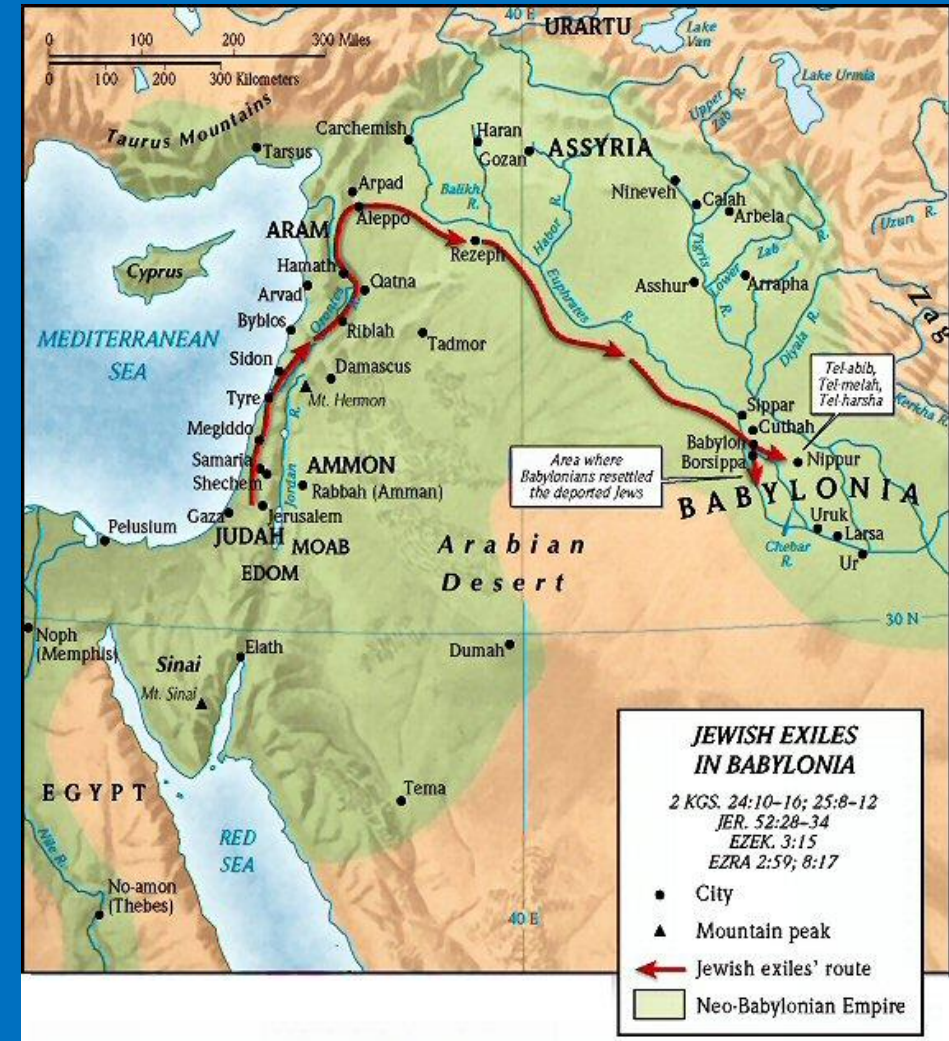 40 E
URARTU
Lake
Van
0 100 200 300 Miles
0 100 200 300 Kilometers
Lake Urmia
Upper
Zab R.
Taurus Mountains
Carchemish
Haran
Tarsus
Gozan
ASSYRIA
Arpad
Balikh
R.
Nineveh
Calah
Aleppo
Habor R.
Arbela
Uzun R.
ARAM
Rezeph
Tigris
R.
Lower
Zab
R.
Cyprus
Hamath
Qatna
Euphrates
R.
Asshur
Arrapha
Arvad
Orontes
Zag
Byblos
Riblah
Tadmor
Diyala R.
MEDITERRANEAN
SEA
Sidon
Damascus
Tel-abib,
Tel-melah,
Tel-harsha
Kerkha R.
Tyre
Mt. Hermon
Sippar
Megiddo
R.
Cuthah
Samaria
AMMON
Babylon
Shechem
Jordan
Rabbah (Amman)
Area where
Babylonians resettled
the deported Jews
Borsippa
Nippur
BABYLONIA
Gaza
Jerusalem
Uruk
Pelusium
JUDAH
MOAB
Arabian
Desert
Larsa
Chebar
R.
Ur
EDOM
30 N
Noph
(Memphis)
Elath
Dumah
Sinai
Mt. Sinai
EGYPT
Tema
RED
SEA
Nile R.
No-amon
(Thebes)
40 E
JEWISH EXILES
IN BABYLONIA
2 KGS. 24:10–16; 25:8–12
JER. 52:28–34
EZEK. 3:15
EZRA 2:59; 8:17
City
Mountain peak
Jewish exiles' route
Neo-Babylonian Empire